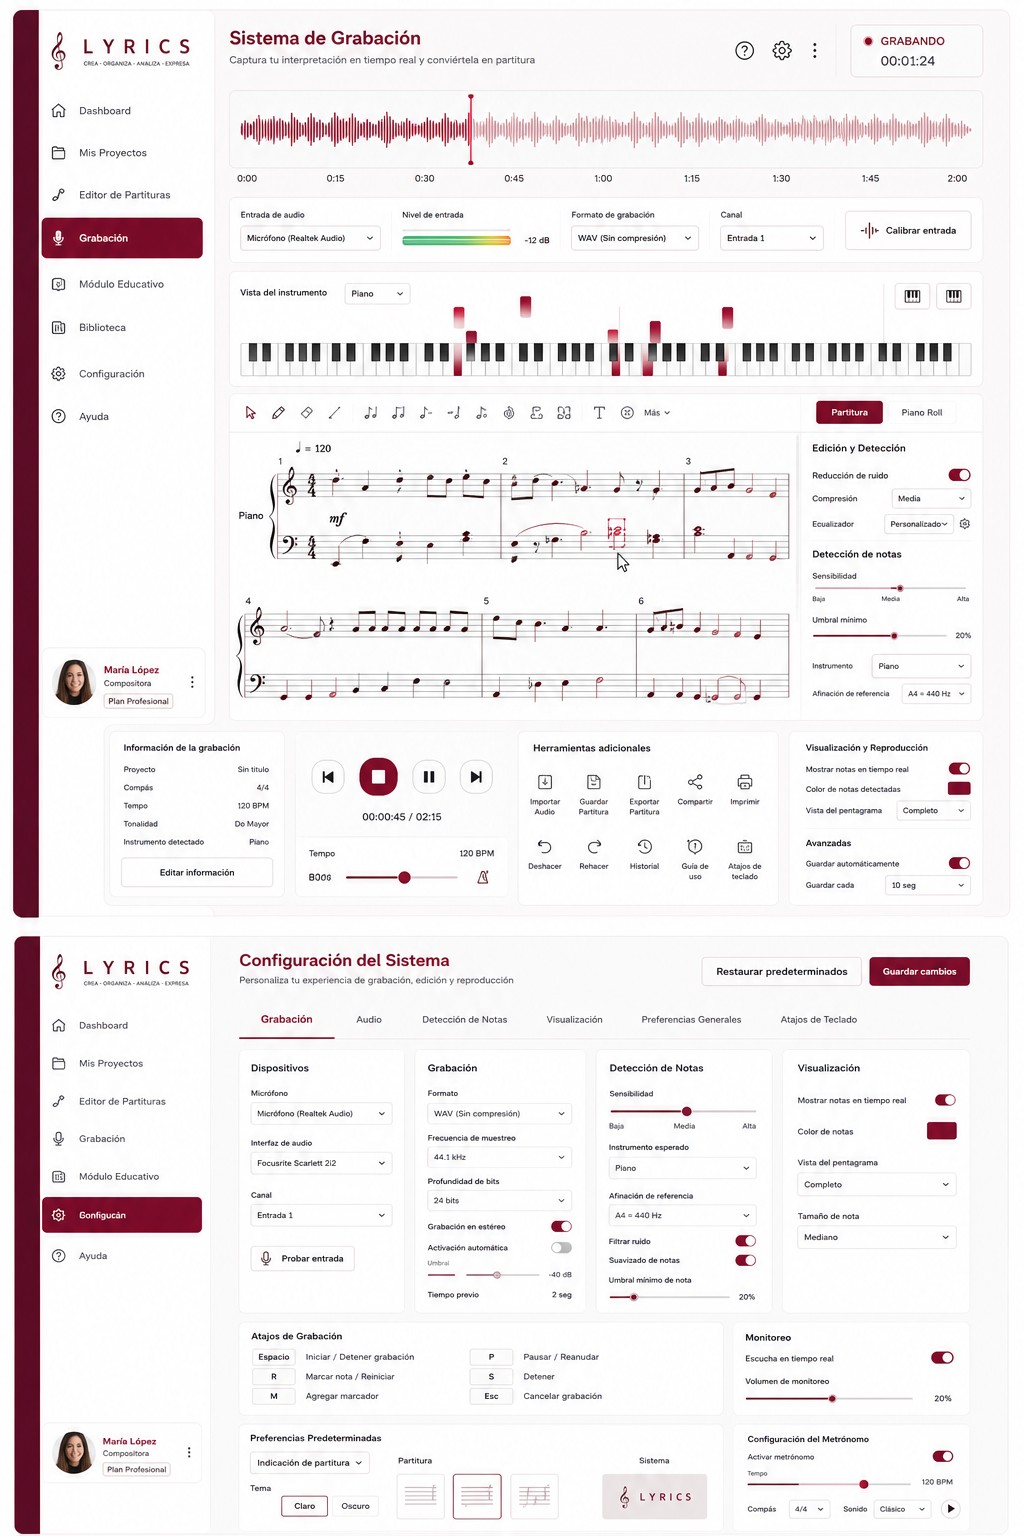 LYRICS
CREA · ORGANIZA · ANALIZA · EXPRESA
Dashboard
Mis Proyectos
Editor de Partituras
Grabación
Módulo Educativo
Biblioteca
Configuración
Ayuda
María López
Compositora
Plan Profesional
Sistema de Grabación
Captura tu interpretación en tiempo real y conviértela en partitura
GRABANDO
00:01:24
0:00 0:15 0:30 0:45 1:00 1:15 1:30 1:45 2:00
Entrada de audio
Micrófono (Realtek Audio)
Nivel de entrada
-12 dB
Formato de grabación
WAV (Sin compresión)
Canal
Entrada 1
Calibrar entrada
Vista del instrumento
Piano
Más
Partitura
Piano Roll
= 120
1 2 3
Piano
mf
4 5 6
Edición y Detección
Reducción de ruido
Compresión
Media
Ecualizador
Personalizado
Detección de notas
Sensibilidad
Baja Media Alta
Umbral mínimo
20%
Instrumento
Piano
Afinación de referencia
A4 = 440 Hz
Información de la grabación
Proyecto Sin titulo
Compás 4/4
Tempo 120 BPM
Tonalidad Do Mayor
Instrumento detectado Piano
Editar información
00:00:45 / 02:15
Tempo 120 BPM
Herramientas adicionales
Importar Audio
Guardar Partitura
Exportar Partitura
Compartir
Imprimir
Deshacer
Rehacer
Historial
Guía de uso
Atajos de teclado
Visualización y Reproducción
Mostrar notas en tiempo real
Color de notas detectadas
Vista del pentagrama
Completo
Avanzadas
Guardar automáticamente
Guardar cada
10 seg
LYRICS
CREA · ORGANIZA · ANALIZA · EXPRESA
Dashboard
Mis Proyectos
Editor de Partituras
Grabación
Módulo Educativo
Gonfigucán
Ayuda
María López
Compositora
Plan Profesional
Configuración del Sistema
Personaliza tu experiencia de grabación, edición y reproducción
Restaurar predeterminados
Guardar cambios
Grabación
Audio
Detección de Notas
Visualización
Preferencias Generales
Atajos de Teclado
Dispositivos
Micrófono
Micrófono (Realtek Audio)
Interfaz de audio
Focusrite Scarlett 2i2
Canal
Entrada 1
Probar entrada
Grabación
Formato
WAV (Sin compresión)
Frecuencia de muestreo
44.1 kHz
Profundidad de bits
24 bits
Grabación en estéreo
Activación automática
Umbral
-40 dB
Tiempo previo 2 seg
Detección de Notas
Sensibilidad
Baja Media Alta
Instrumento esperado
Piano
Afinación de referencia
A4 = 440 Hz
Filtrar ruido
Suavizado de notas
Umbral mínimo de nota
20%
Visualización
Mostrar notas en tiempo real
Color de notas
Vista del pentagrama
Completo
Tamaño de nota
Mediano
Atajos de Grabación
Espacio Iniciar / Detener grabación
R Marcar nota / Reiniciar
M Agregar marcador
P Pausar / Reanudar
S Detener
Esc Cancelar grabación
Monitoreo
Escucha en tiempo real
Volumen de monitoreo
20%
Preferencias Predeterminadas
Indicación de partitura
Tema
Claro
Oscuro
Partitura
Sistema
LYRICS
Configuración del Metrónomo
Activar metrónomo
Tempo
120 BPM
Compás
4/4
Sonido
Clásico